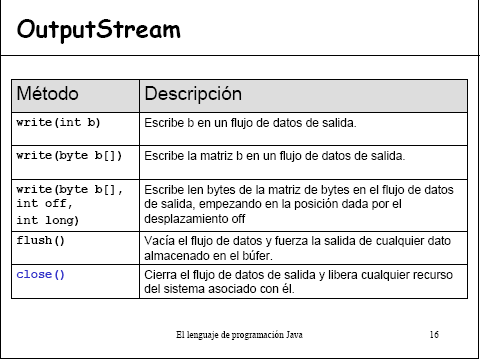 OutputStream
Método Descripción
write(int b) Escribe b en un flujo de datos de salida.
write(byte b[]) Escribe la matriz b en un flujo de datos de salida.
write(byte b[], Escribe len bytes de la matriz de bytes en el flujo de datos
int off, de salida, empezando en la posición dada por el
int long) desplazamiento off
flush() Vacía el flujo de datos y fuerza la salida de cualquier dato
almacenado en el búfer.
close() Cierra el flujo de datos de salida y libera cualquier recurso
del sistema asociado con él.
El lenguaje de programación Java 16